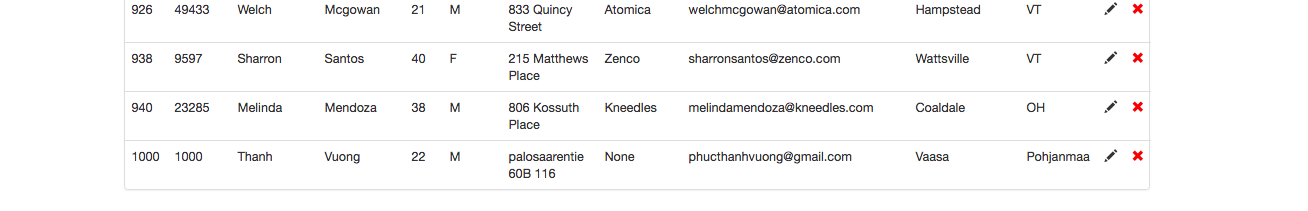 926 49433 Welch Mcgowan 21 M 833 Quincy Street Atomica welchmcgowan@atomica.com Hampstead VT
938 9597 Sharron Santos 40 F 215 Matthews Place Zenco sharronsantos@zenco.com Wattsville VT
940 23285 Melinda Mendoza 38 M 806 Kossuth Place Kneedles melindamendoza@kneedles.com Coaldale OH
1000 1000 Thanh Vuong 22 M palosaarentie 60B 116 None phucthanhvuong@gmail.com Vaasa Pohjanmaa